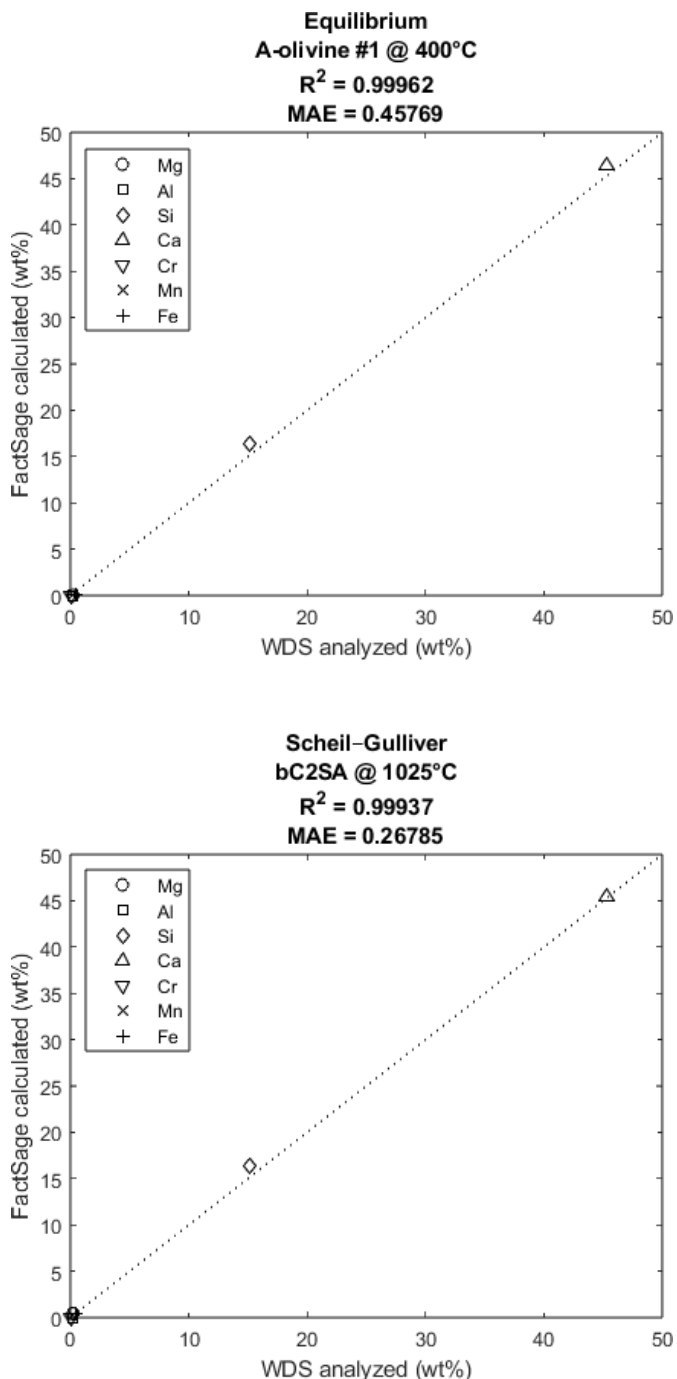 Equilibrium
A-olivine #1 @ 400°C
R² = 0.99962
MAE = 0.45769
50
45
40
35
30
25
20
15
10
5
0
FactSage calculated (wt%)
Mg
Al
Si
Ca
Cr
Mn
Fe
0
10
20
30
40
50
WDS analyzed (wt%)
Scheil–Gulliver
bC2SA @ 1025°C
R² = 0.99937
MAE = 0.26785
50
45
40
35
30
25
20
15
10
5
0
FactSage calculated (wt%)
Mg
Al
Si
Ca
Cr
Mn
Fe
0
10
20
30
40
50
WDS analyzed (wt%)